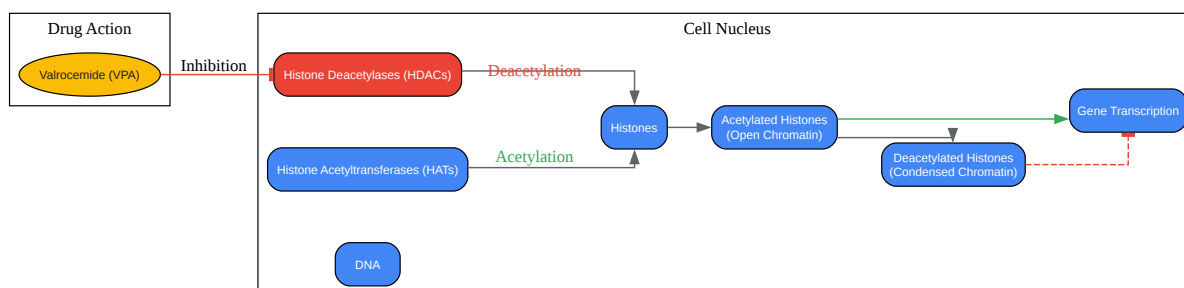 Drug Action
Cell Nucleus
Valrocemide (VPA)
Inhibition
Histone Deacetylases (HDACs)
Deacetylation
Histones
Acetylated Histones
(Open Chromatin)
Gene Transcription
Histone Acetyltransferases (HATs)
Acetylation
Deacetylated Histones
(Condensed Chromatin)
DNA